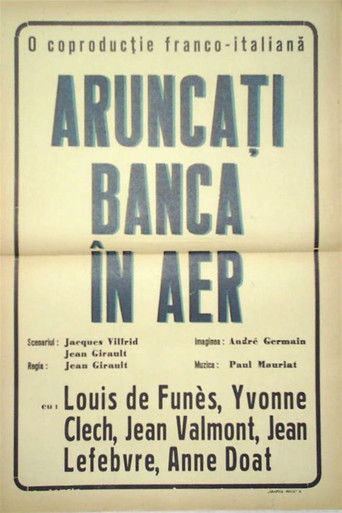 O coproducție franco-italiană
ARUNCAȚI
BANCA
ÎN AER
Scenariul: Jacques Villrid
Jean Girault
Regia: Jean Girault
Imaginea: André Germain
Muzica: Paul Mauriat
cu: Louis de Funès, Yvonne
Clech, Jean Valmont, Jean
Lefebvre, Anne Doat